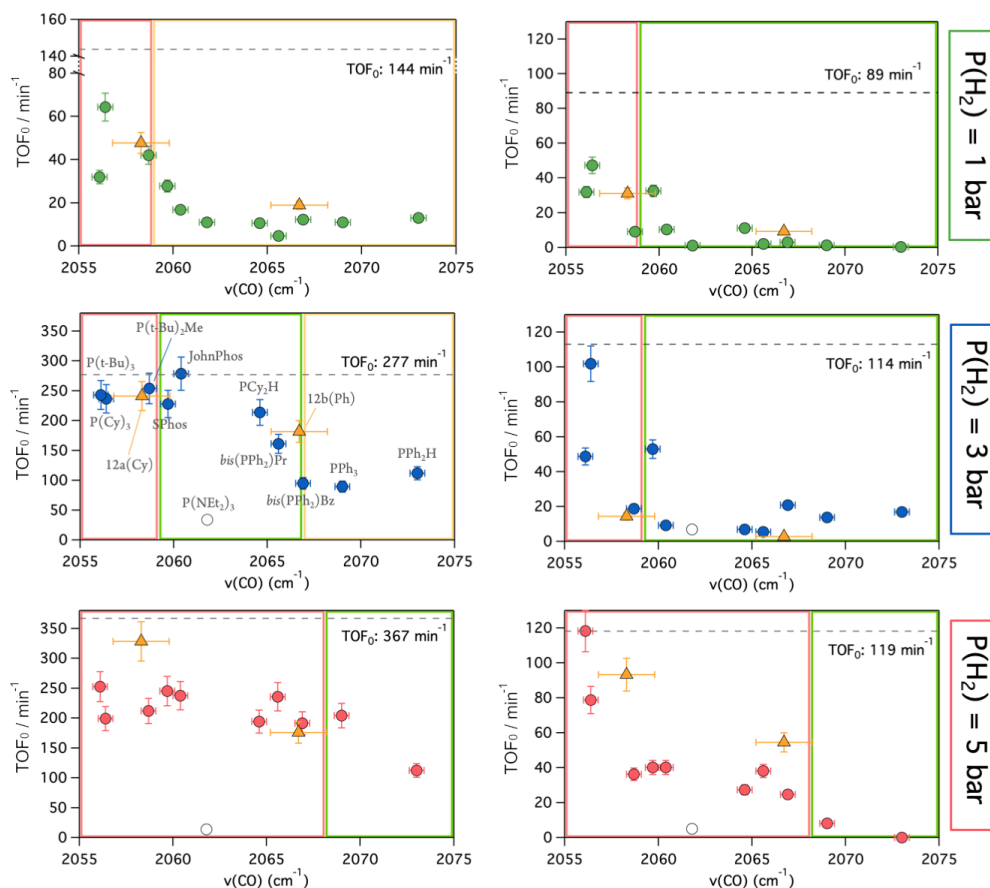 160
140
80
60
40
20
0
TOF₀ / min⁻¹
TOF₀: 144 min⁻¹
2055 2060 2065 2070 2075
v(CO) (cm⁻¹)
120
100
80
60
40
20
0
TOF₀ / min⁻¹
TOF₀: 89 min⁻¹
2055 2060 2065 2070 2075
v(CO) (cm⁻¹)
P(H₂) = 1 bar
350
300
250
200
150
100
50
0
TOF₀ / min⁻¹
P(t-Bu)₂Me
P(t-Bu)₃
JohnPhos
TOF₀: 277 min⁻¹
PCy₂H
12b(Ph)
P(Cy)₃
SPhos
12a(Cy)
bis(PPh₂)Pr
PPh₃
PPh₂H
P(NEt₂)₃
bis(PPh₂)Bz
2055 2060 2065 2070 2075
v(CO) (cm⁻¹)
120
100
80
60
40
20
0
TOF₀ / min⁻¹
TOF₀: 114 min⁻¹
2055 2060 2065 2070 2075
v(CO) (cm⁻¹)
P(H₂) = 3 bar
350
300
250
200
150
100
50
0
TOF₀ / min⁻¹
TOF₀: 367 min⁻¹
2055 2060 2065 2070 2075
v(CO) (cm⁻¹)
120
100
80
60
40
20
0
TOF₀ / min⁻¹
TOF₀: 119 min⁻¹
2055 2060 2065 2070 2075
v(CO) (cm⁻¹)
P(H₂) = 5 bar